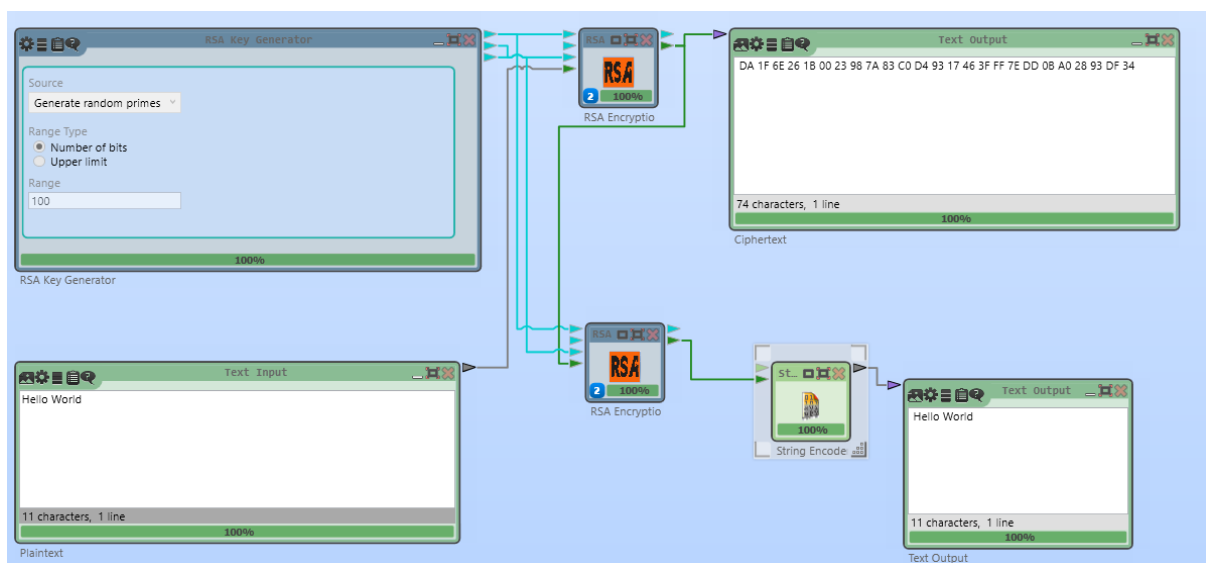 RSA Key Generator
Source
Generate random primes
Range Type
Number of bits
Upper limit
Range
100
100%
RSA Key Generator
RSA
RSA
2 100%
RSA Encryptio
Text Output
DA 1F 6E 26 1B 00 23 98 7A 83 C0 D4 93 17 46 3F FF 7E DD 0B A0 28 93 DF 34
74 characters, 1 line
100%
Ciphertext
Text Input
Hello World
11 characters, 1 line
100%
Plaintext
RSA
RSA
2 100%
RSA Encryptio
St...
100%
String Encode
Text Output
Hello World
11 characters, 1 line
100%
Text Output